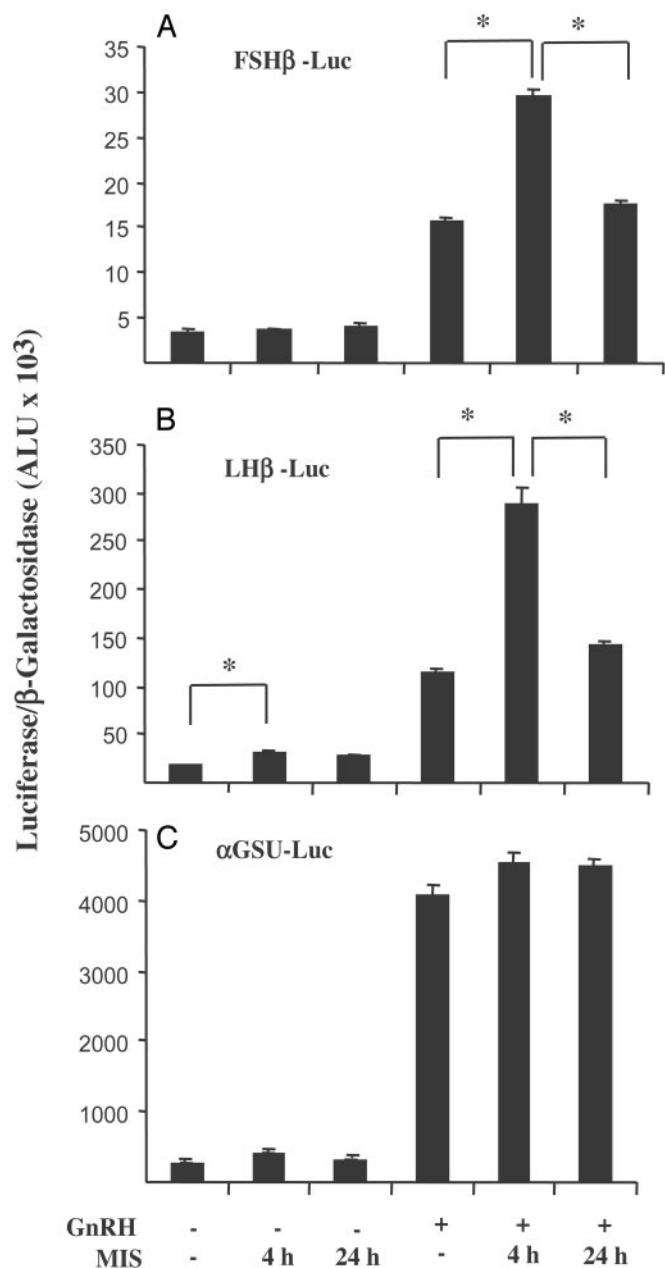 Luciferase/β-Galactosidase (ALU x 103)
A
FSHβ -Luc
* *
35
30
25
20
15
10
5
B
LHβ -Luc
* * *
350
300
250
200
150
100
50
C
αGSU-Luc
5000
4000
3000
2000
1000
GnRH - - - + + +
MIS - 4 h 24 h - 4 h 24 h